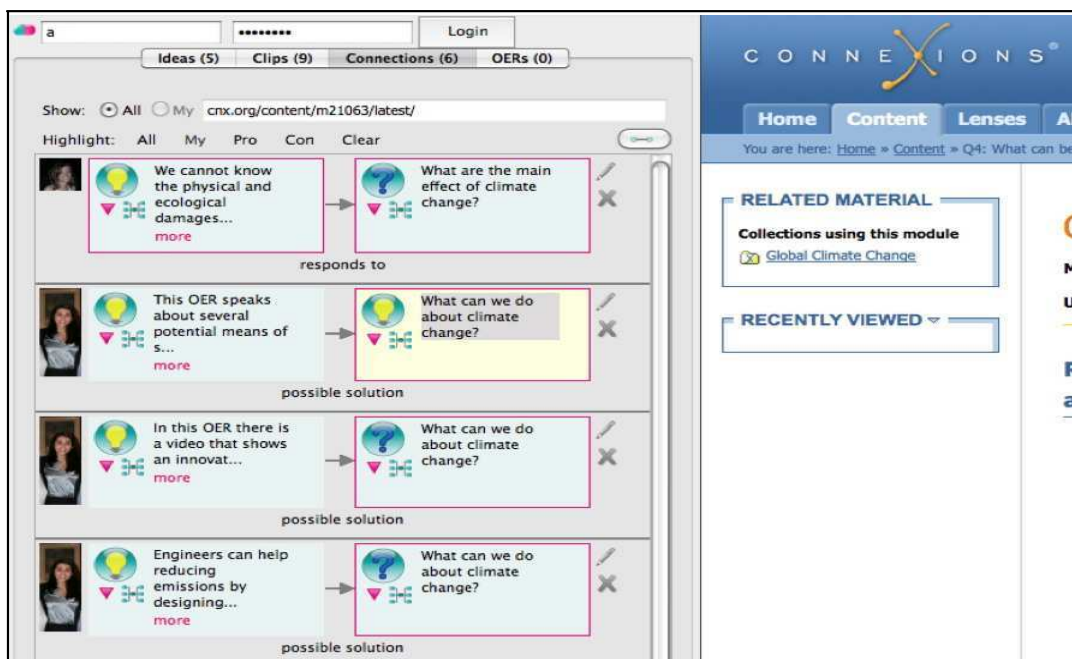 a
••••••••
Login
Ideas (5)
Clips (9)
Connections (6)
OERs (0)
Show: All My cnx.org/content/m21063/latest/
Highlight: All My Pro Con Clear
We cannot know
the physical and
ecological
damages...
more
What are the main
effect of climate
change?
responds to
This OER speaks
about several
potential means of
s...
more
What can we do
about climate
change?
possible solution
In this OER there is
a video that shows
an innovat...
more
What can we do
about climate
change?
possible solution
Engineers can help
reducing
emissions by
designing...
more
What can we do
about climate
change?
possible solution
CONNEXIONS®
Home
Content
Lenses
A
You are here: Home » Content » Q4: What can be
RELATED MATERIAL
Collections using this module
Global Climate Change
RECENTLY VIEWED